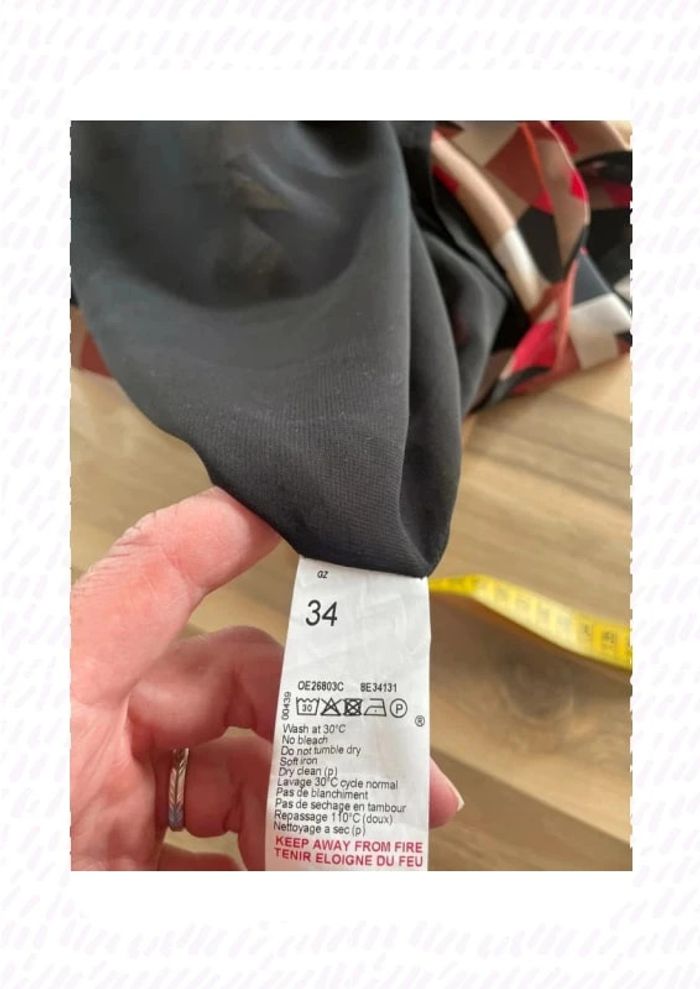 GZ
34
OE26803C 8E34131
00439
30 P
®
Wash at 30°C
No bleach
Do not tumble dry
Soft iron
Dry clean (p)
Lavage 30°C cycle normal
Pas de blanchiment
Pas de sechage en tambour
Repassage 110°C (doux)
Nettoyage a sec (p)
KEEP AWAY FROM FIRE
TENIR ELOIGNE DU FEU